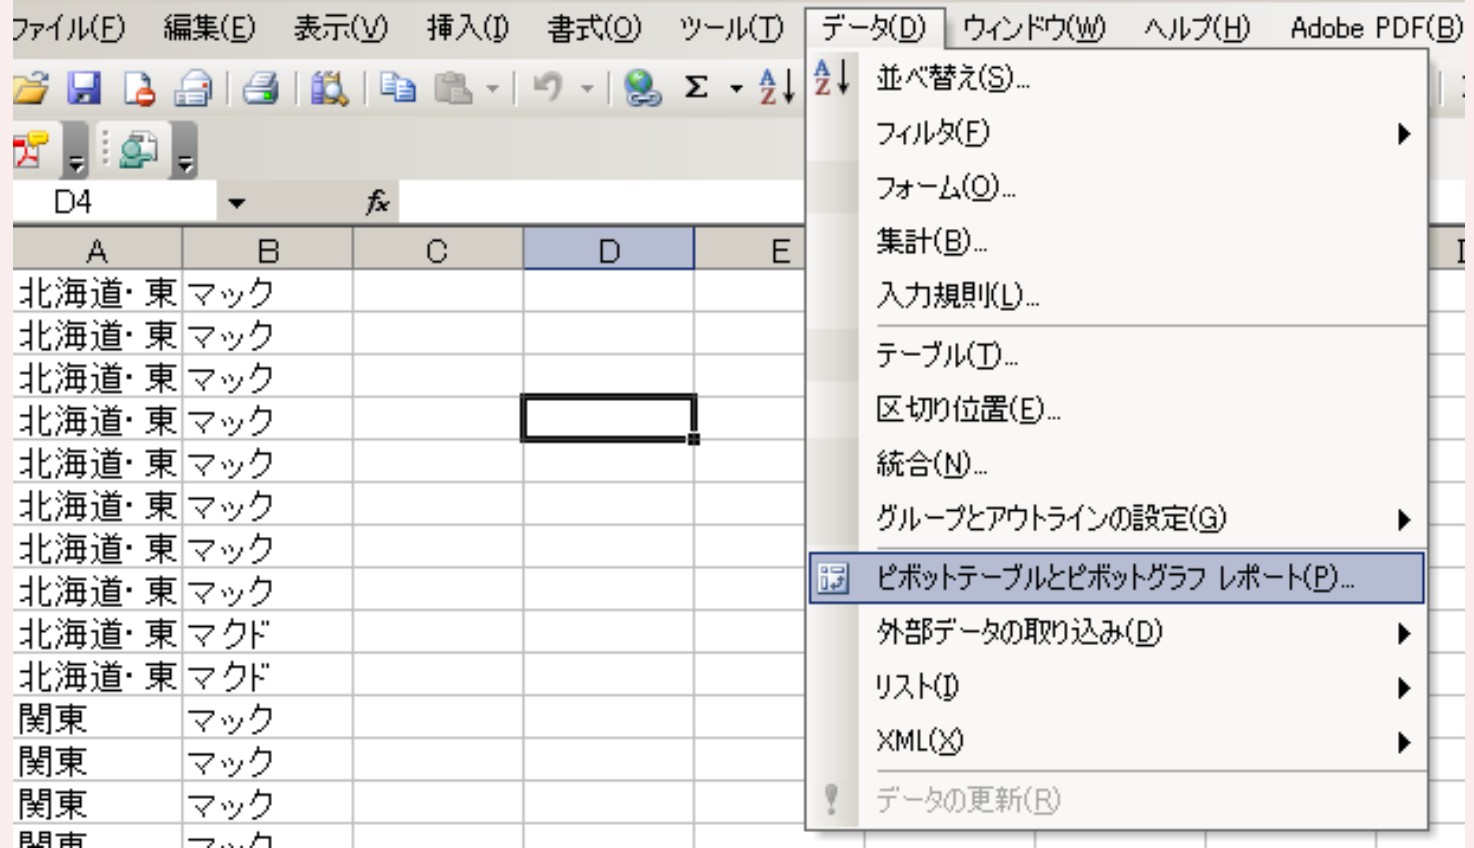 ファイル(F) 編集(E) 表示(V) 挿入(I) 書式(O) ツール(T) データ(D) ウィンドウ(W) ヘルプ(H) Adobe PDF(B)
並べ替え(S)...
フィルタ(F)
フォーム(O)...
集計(B)...
入力規則(L)...
テーブル(T)...
区切り位置(E)...
統合(N)...
グループとアウトラインの設定(G)
ピボットテーブルとピボットグラフ レポート(P)...
外部データの取り込み(D)
リスト(I)
XML(X)
データの更新(R)
D4 fx
A B C D E
北海道・東 マック
北海道・東 マック
北海道・東 マック
北海道・東 マック
北海道・東 マック
北海道・東 マック
北海道・東 マック
北海道・東 マック
北海道・東 マクド
北海道・東 マクド
関東 マック
関東 マック
関東 マック
関東 マック